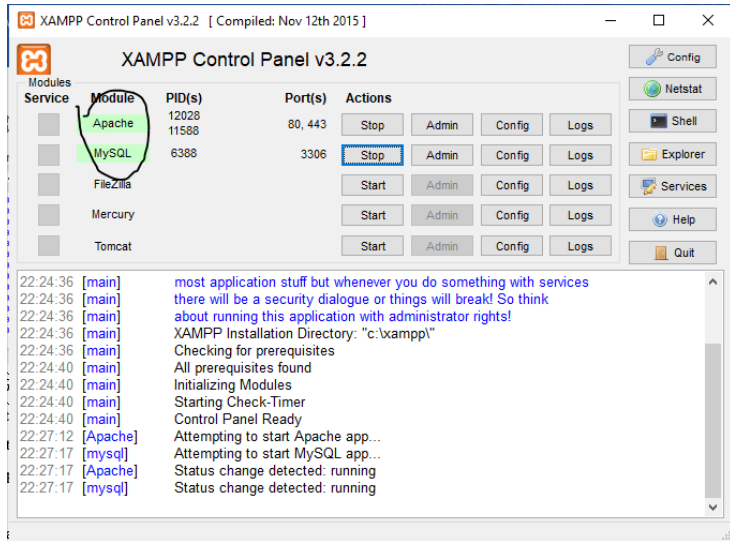 XAMPP Control Panel v3.2.2 [ Compiled: Nov 12th 2015 ]
XAMPP Control Panel v3.2.2
Config
Netstat
Shell
Explorer
Services
Help
Quit
Modules
Service Module PID(s) Port(s) Actions
Apache 12028 11588 80, 443 Stop Admin Config Logs
MySQL 6388 3306 Stop Admin Config Logs
FileZilla Start Admin Config Logs
Mercury Start Admin Config Logs
Tomcat Start Admin Config Logs
22:24:36 [main] most application stuff but whenever you do something with services
22:24:36 [main] there will be a security dialogue or things will break! So think
22:24:36 [main] about running this application with administrator rights!
22:24:36 [main] XAMPP Installation Directory: "c:\xampp\"
22:24:36 [main] Checking for prerequisites
22:24:40 [main] All prerequisites found
22:24:40 [main] Initializing Modules
22:24:40 [main] Starting Check-Timer
22:24:40 [main] Control Panel Ready
22:27:12 [Apache] Attempting to start Apache app...
22:27:17 [mysql] Attempting to start MySQL app...
22:27:17 [Apache] Status change detected: running
22:27:17 [mysql] Status change detected: running